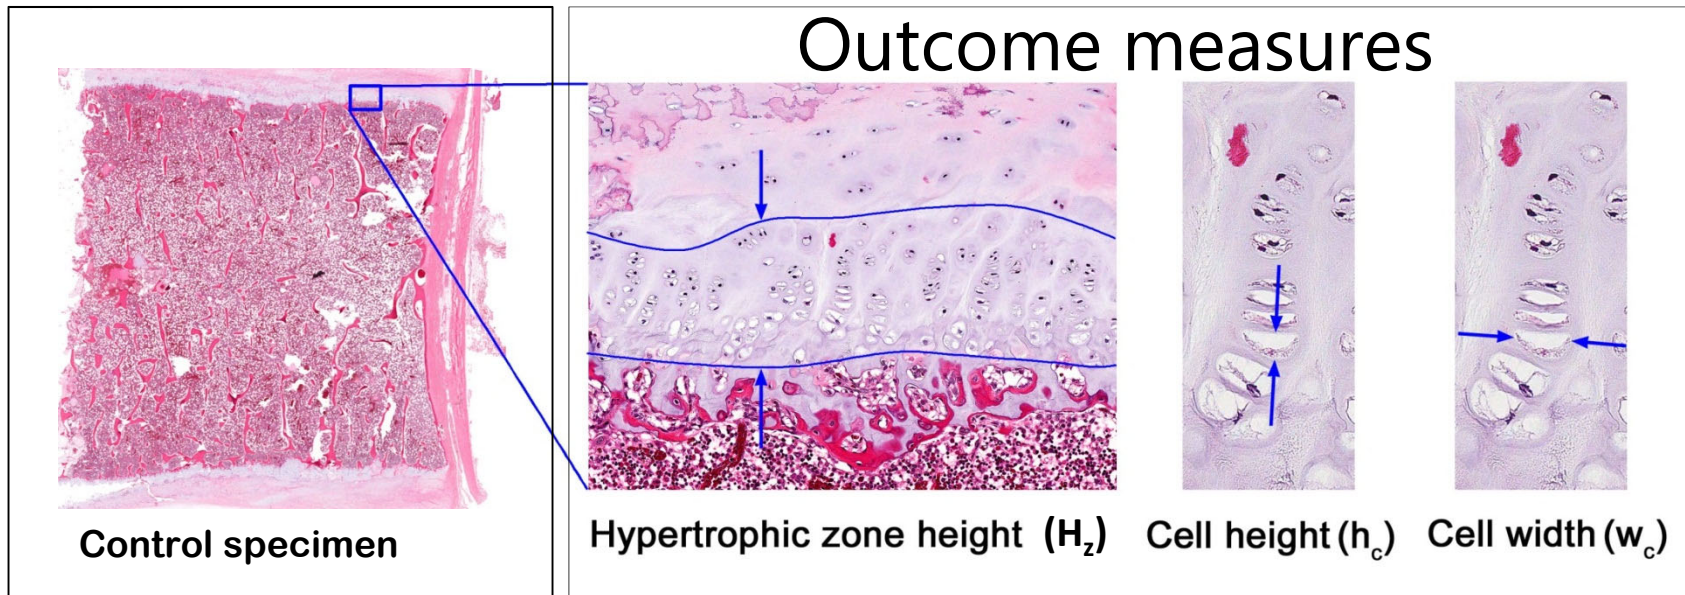 Outcome measures
Control specimen
Hypertrophic zone height (Hz)
Cell height (hc)
Cell width (wc)